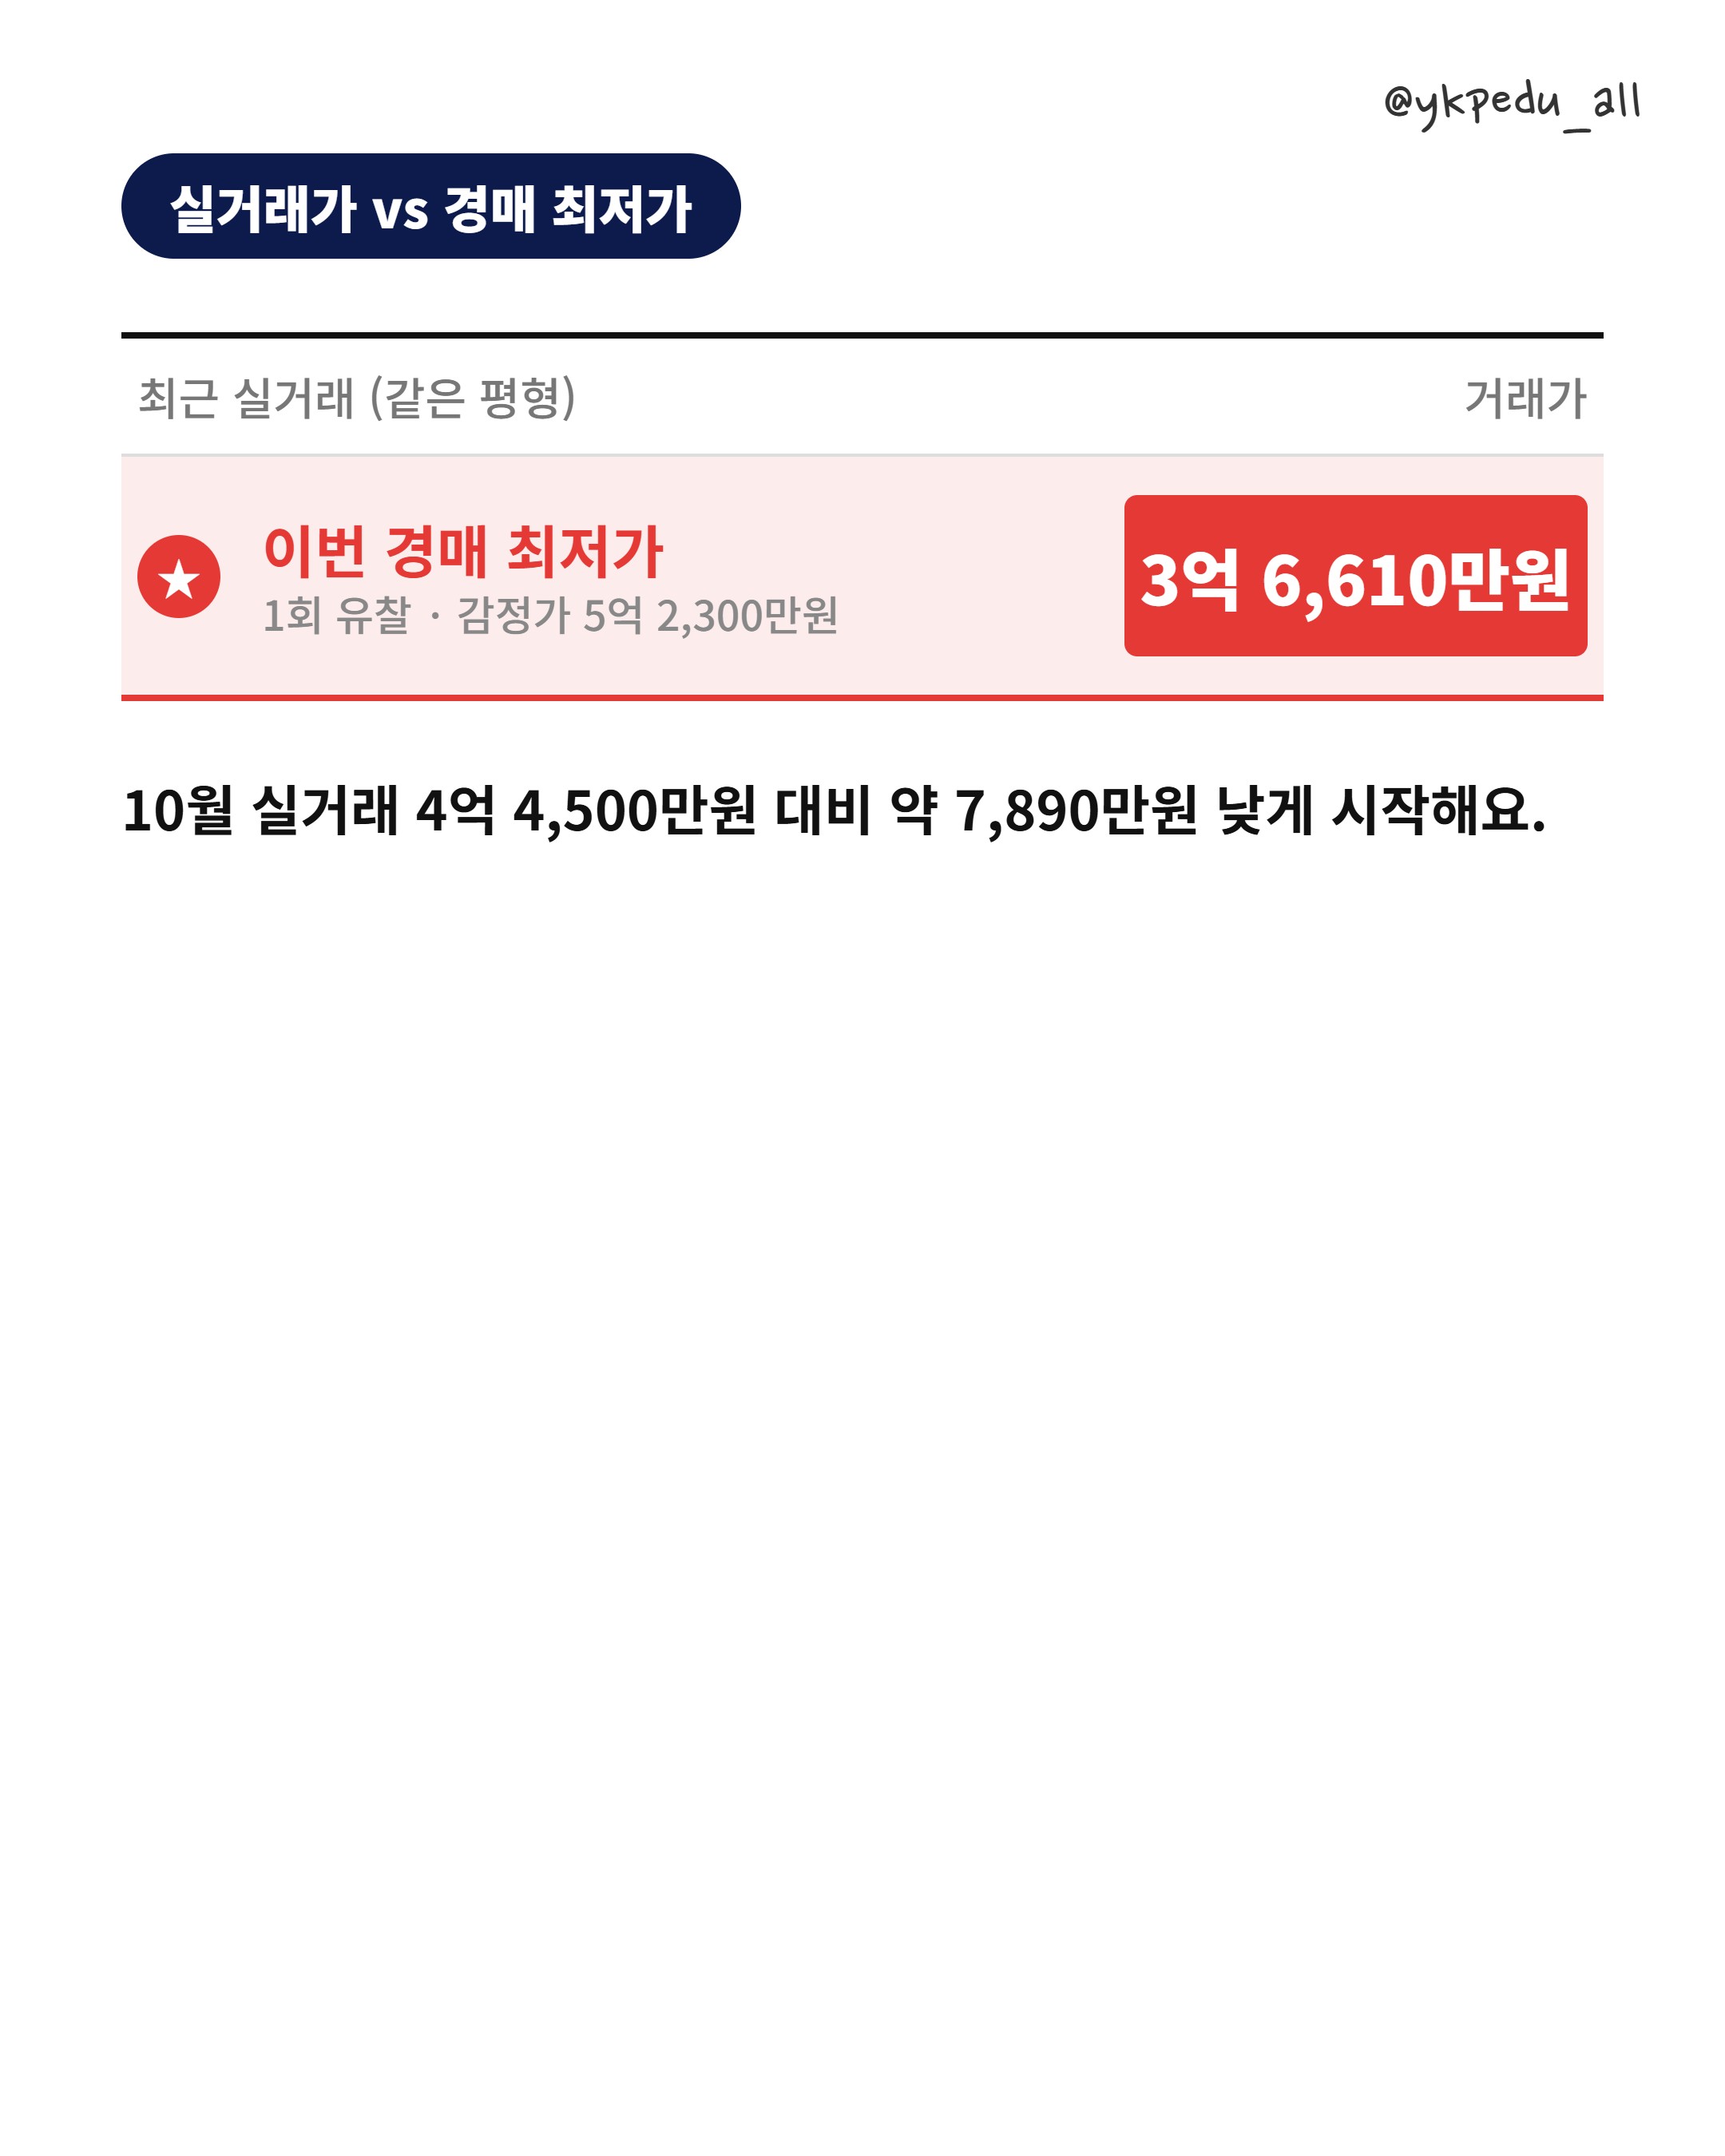 @ykpedu_all
실거래가 vs 경매 최저가
최근 실거래 (같은 평형) 거래가
★ 이번 경매 최저가 3억 6,610만원
1회 유찰 · 감정가 5억 2,300만원
10월 실거래 4억 4,500만원 대비 약 7,890만원 낮게 시작해요.